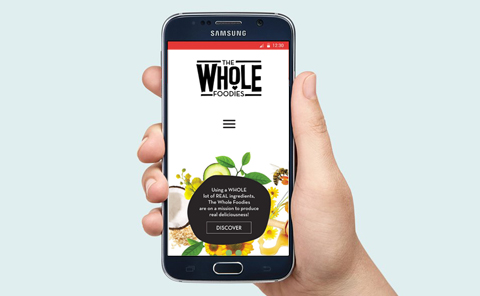 SAMSUNG
12:30
THE
WHOLE
FOODIES
Using a WHOLE
lot of REAL ingredients,
The Whole Foodies
are on a mission to produce
real deliciousness!
DISCOVER